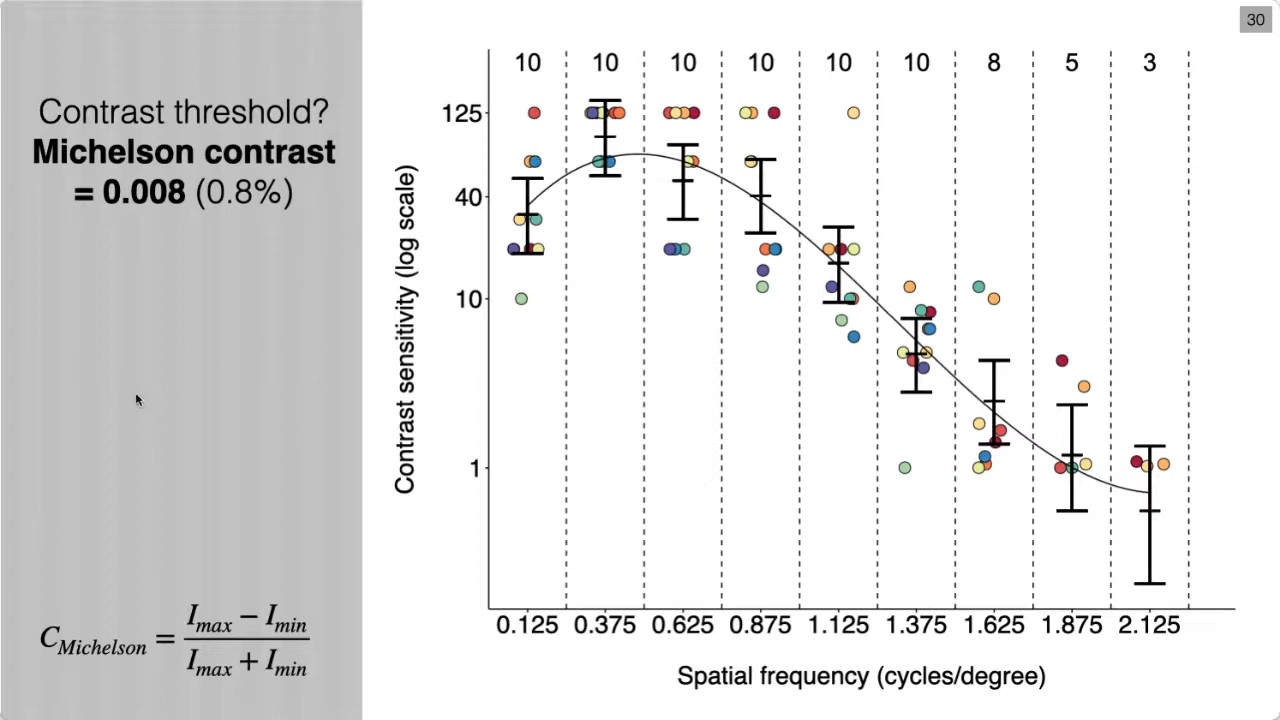 30
Contrast threshold?
Michelson contrast
= 0.008 (0.8%)
C_Michelson = (I_max − I_min) / (I_max + I_min)
10 10 10 10 10 10 8 5 3
125
40
10
1
Contrast sensitivity (log scale)
0.125 0.375 0.625 0.875 1.125 1.375 1.625 1.875 2.125
Spatial frequency (cycles/degree)